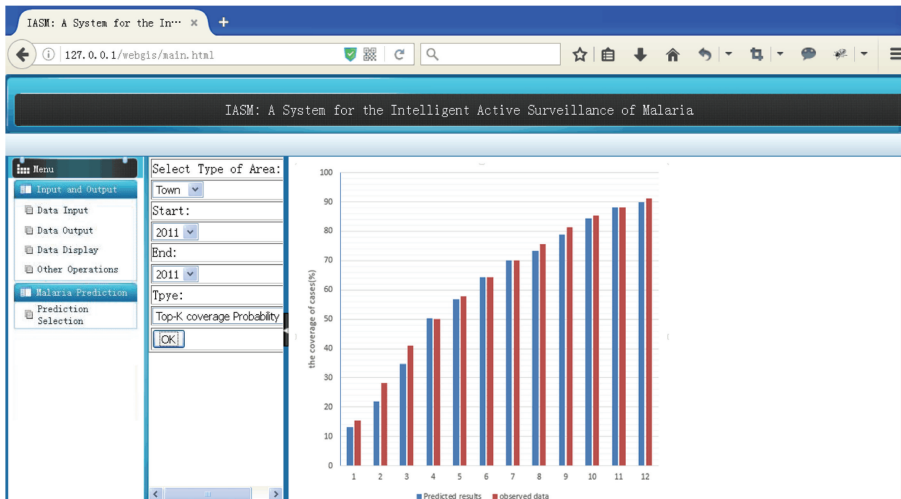 IASM: A System for the In… ×
+
127.0.0.1/webgis/main.html
IASM: A System for the Intelligent Active Surveillance of Malaria
Menu
Input and Output
Data Input
Data Output
Data Display
Other Operations
Malaria Prediction
Prediction
Selection
Select Type of Area:
Town
Start:
2011
End:
2011
Tpye:
Top-K coverage Probability
OK
the coverage of cases(%)
100
90
80
70
60
50
40
30
20
10
0
1 2 3 4 5 6 7 8 9 10 11 12
Predicted results observed data